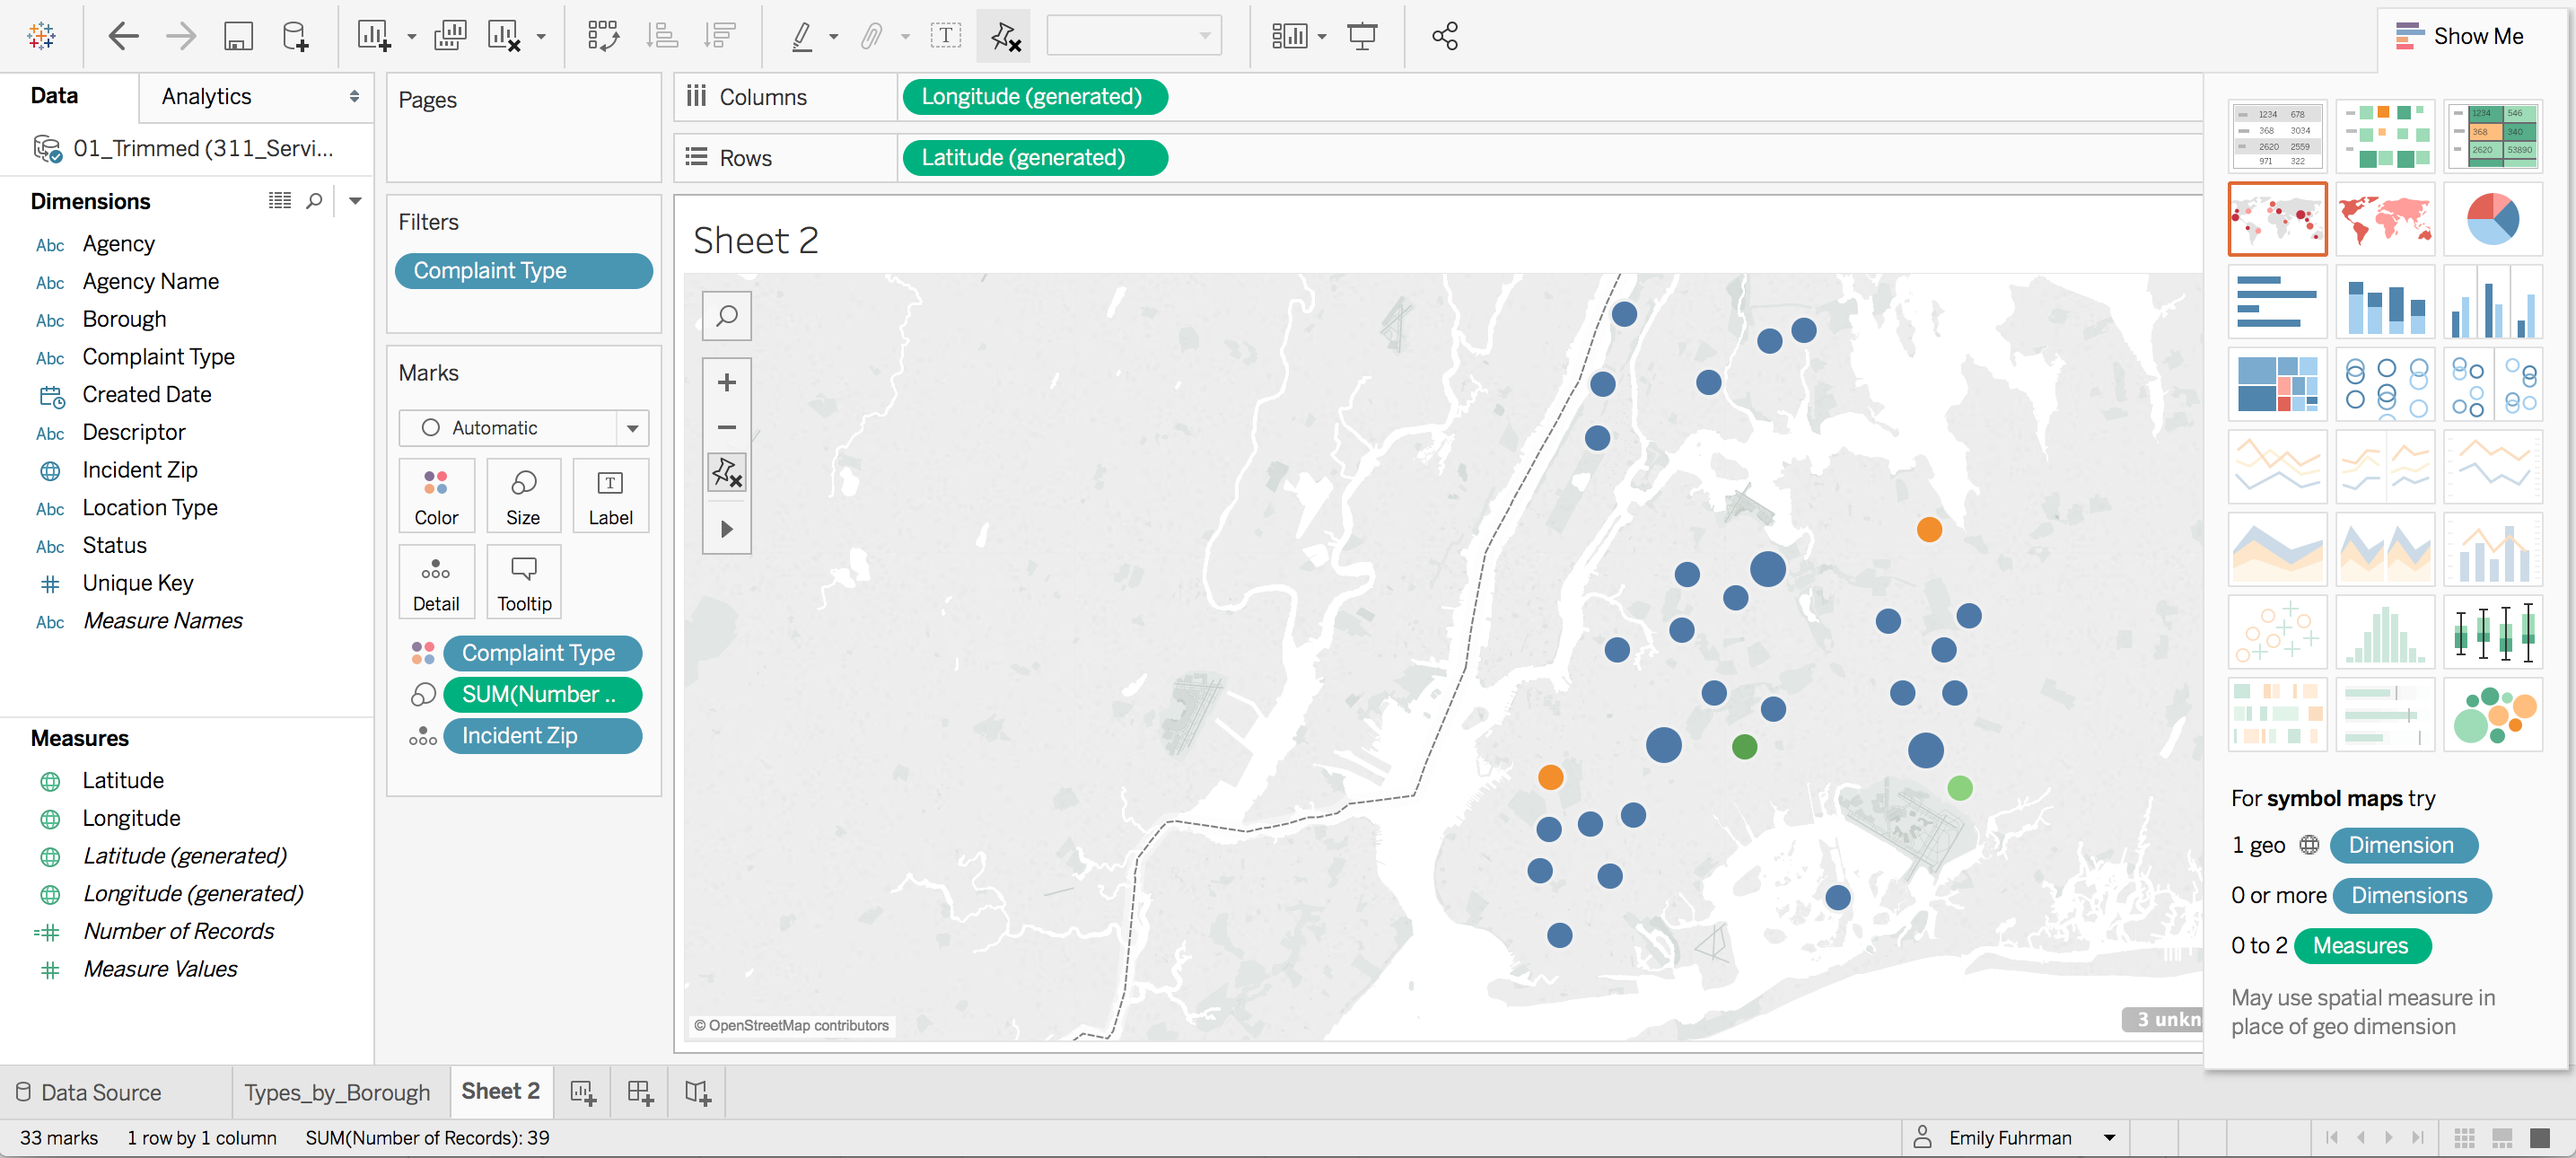 Show Me
Data
Analytics
01_Trimmed (311_Servi...
Dimensions
Abc Agency
Abc Agency Name
Abc Borough
Abc Complaint Type
Created Date
Abc Descriptor
Incident Zip
Abc Location Type
Abc Status
Unique Key
Abc Measure Names
Measures
Latitude
Longitude
Latitude (generated)
Longitude (generated)
Number of Records
Measure Values
Pages
Filters
Complaint Type
Marks
Automatic
Color Size Label
Detail Tooltip
Complaint Type
SUM(Number ..
Incident Zip
Columns Longitude (generated)
Rows Latitude (generated)
Sheet 2
© OpenStreetMap contributors
3 unkn
1234 678
368 3034
2620 2559
971 322
1234 546
368 340
2620 53890
For symbol maps try
1 geo Dimension
0 or more Dimensions
0 to 2 Measures
May use spatial measure in
place of geo dimension
Data Source Types_by_Borough Sheet 2
33 marks 1 row by 1 column SUM(Number of Records): 39
Emily Fuhrman